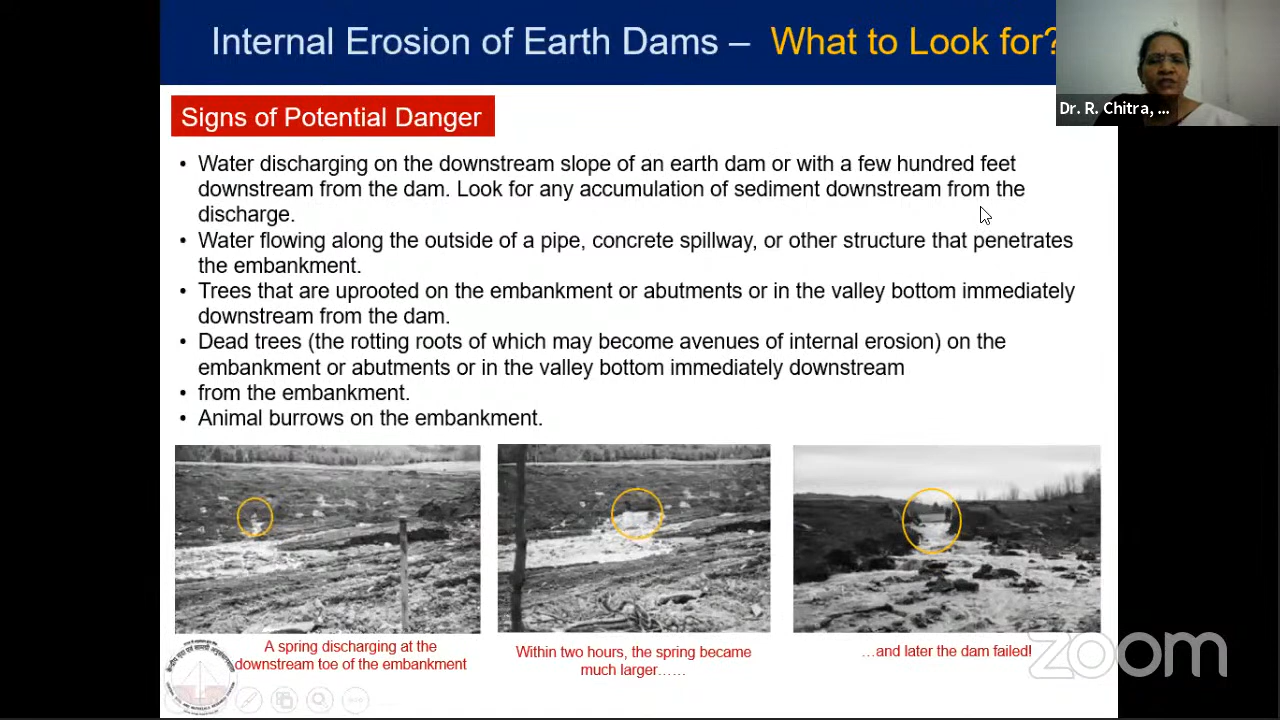 Internal Erosion of Earth Dams – What to Look for?
Dr. R. Chitra, ...
Signs of Potential Danger
• Water discharging on the downstream slope of an earth dam or with a few hundred feet
downstream from the dam. Look for any accumulation of sediment downstream from the
discharge.
• Water flowing along the outside of a pipe, concrete spillway, or other structure that penetrates
the embankment.
• Trees that are uprooted on the embankment or abutments or in the valley bottom immediately
downstream from the dam.
• Dead trees (the rotting roots of which may become avenues of internal erosion) on the
embankment or abutments or in the valley bottom immediately downstream
• from the embankment.
• Animal burrows on the embankment.
A spring discharging at the
downstream toe of the embankment
Within two hours, the spring became
much larger……
…and later the dam failed!
zoom